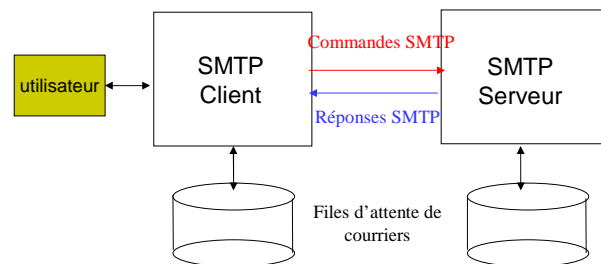 utilisateur
SMTP
Client
Commandes SMTP
Réponses SMTP
SMTP
Serveur
Files d'attente de
courriers